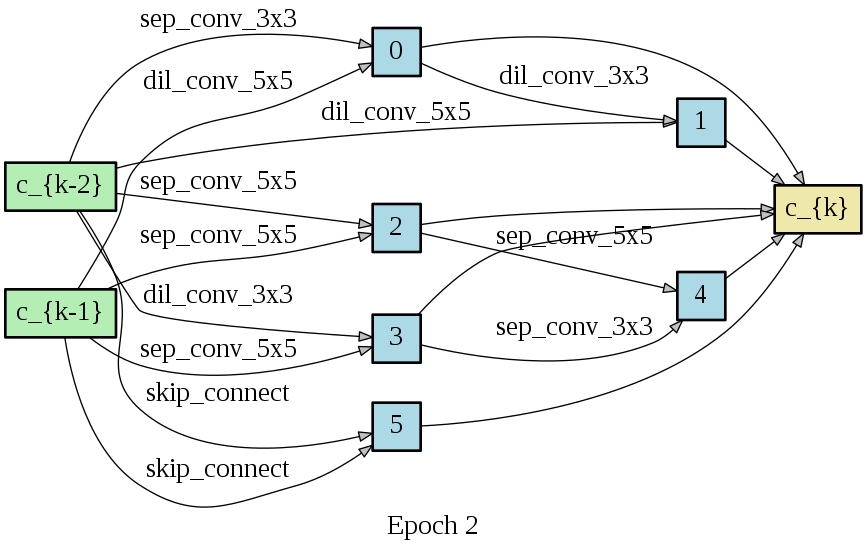 sep_conv_3x3
0
dil_conv_5x5
dil_conv_3x3
dil_conv_5x5
1
c_{k-2}
sep_conv_5x5
c_{k}
2
sep_conv_5x5
sep_conv_5x5
dil_conv_3x3
4
c_{k-1}
sep_conv_3x3
3
sep_conv_5x5
skip_connect
5
skip_connect
Epoch 2